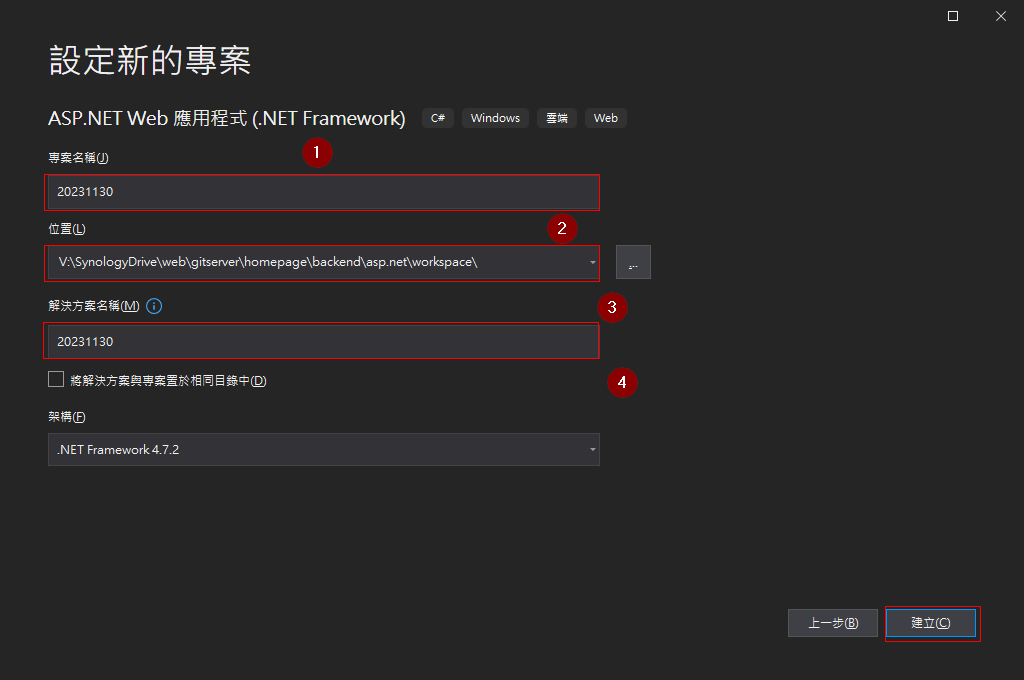 設定新的專案
ASP.NET Web 應用程式 (.NET Framework) C# Windows 雲端 Web
1
專案名稱(J)
20231130
位置(L)
2
V:\SynologyDrive\web\gitserver\homepage\backend\asp.net\workspace\ ...
解決方案名稱(M) i
3
20231130
將解決方案與專案置於相同目錄中(D)
4
架構(F)
.NET Framework 4.7.2
上一步(B) 建立(C)